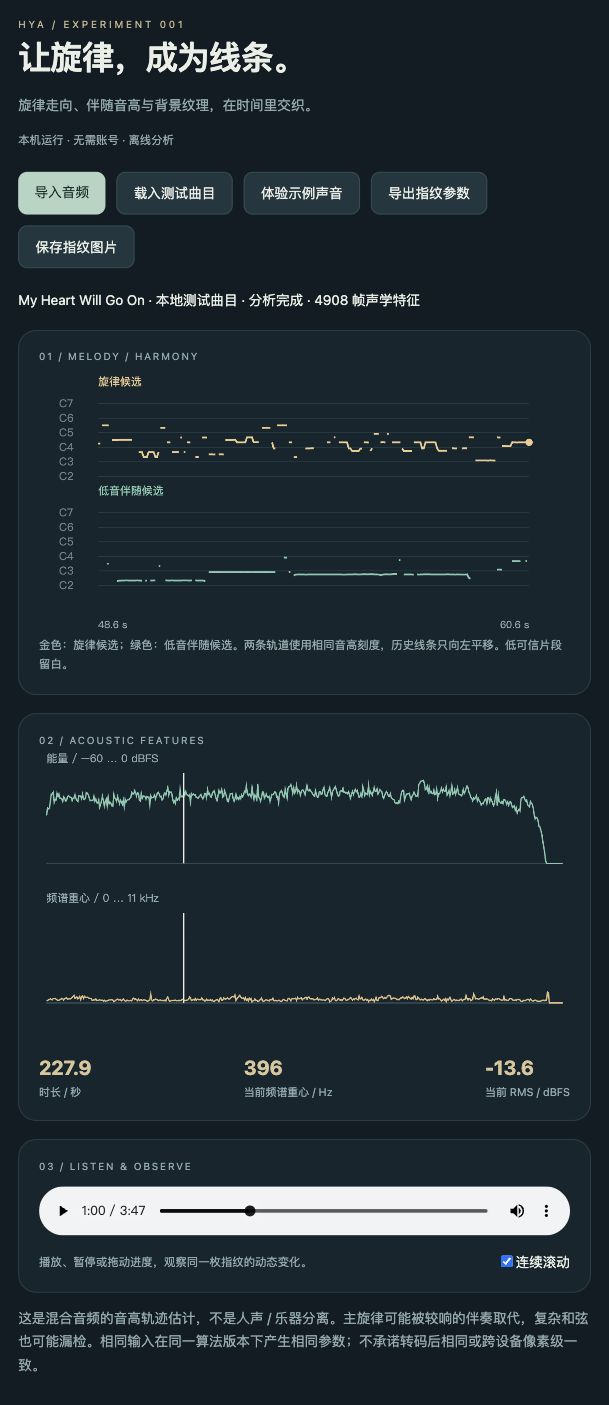 HYA / EXPERIMENT 001
让旋律，成为线条。
旋律走向、伴随音高与背景纹理，在时间里交织。
本机运行 · 无需账号 · 离线分析
导入音频
载入测试曲目
体验示例声音
导出指纹参数
保存指纹图片
My Heart Will Go On · 本地测试曲目 · 分析完成 · 4908 帧声学特征
01 / MELODY / HARMONY
旋律候选
C7
C6
C5
C4
C3
C2
低音伴随候选
C7
C6
C5
C4
C3
C2
48.6 s
60.6 s
金色：旋律候选；绿色：低音伴随候选。两条轨道使用相同音高刻度，历史线条只向左平移。低可信片段
留白。
02 / ACOUSTIC FEATURES
能量 / −60 … 0 dBFS
频谱重心 / 0 … 11 kHz
227.9
396
-13.6
时长 / 秒
当前频谱重心 / Hz
当前 RMS / dBFS
03 / LISTEN & OBSERVE
1:00 / 3:47
播放、暂停或拖动进度，观察同一枚指纹的动态变化。
连续滚动
这是混合音频的音高轨迹估计，不是人声 / 乐器分离。主旋律可能被较响的伴奏取代，复杂和弦
也可能漏检。相同输入在同一算法版本下产生相同参数；不承诺转码后相同或跨设备像素级一
致。